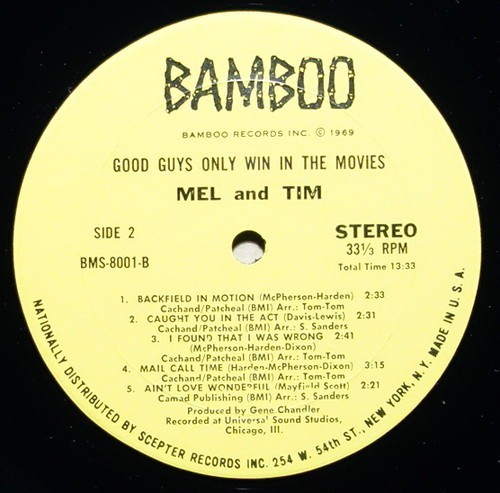 BAMBOO
BAMBOO RECORDS INC. © 1969
GOOD GUYS ONLY WIN IN THE MOVIES
MEL and TIM
SIDE 2
BMS-8001-B
STEREO
33⅓ RPM
Total Time 13:33
1. BACKFIELD IN MOTION (McPherson-Harden) 2:33
Cachand/Patcheal (BMI) Arr.: Tom-Tom
2. CAUGHT YOU IN THE ACT (Davis-Lewis) 2:31
Cachand/Patcheal (BMI) Arr.: S. Sanders
3. I FOUND THAT I WAS WRONG 2:41
(McPherson-Harden-Dixon)
Cachand/Patcheal (BMI) Arr.: Tom-Tom
4. MAIL CALL TIME (Harden-McPherson-Dixon) 3:15
Cachand/Patcheal (BMI) Arr.: Tom-Tom
5. AIN'T LOVE WONDERFUL (Mayfield Scott) 2:21
Camad Publishing (BMI) Arr.: S. Sanders
Produced by Gene Chandler
Recorded at Universal Sound Studios,
Chicago, Ill.
NATIONALLY DISTRIBUTED BY SCEPTER RECORDS INC. 254 W. 54th ST., NEW YORK, N.Y. MADE IN U.S.A.